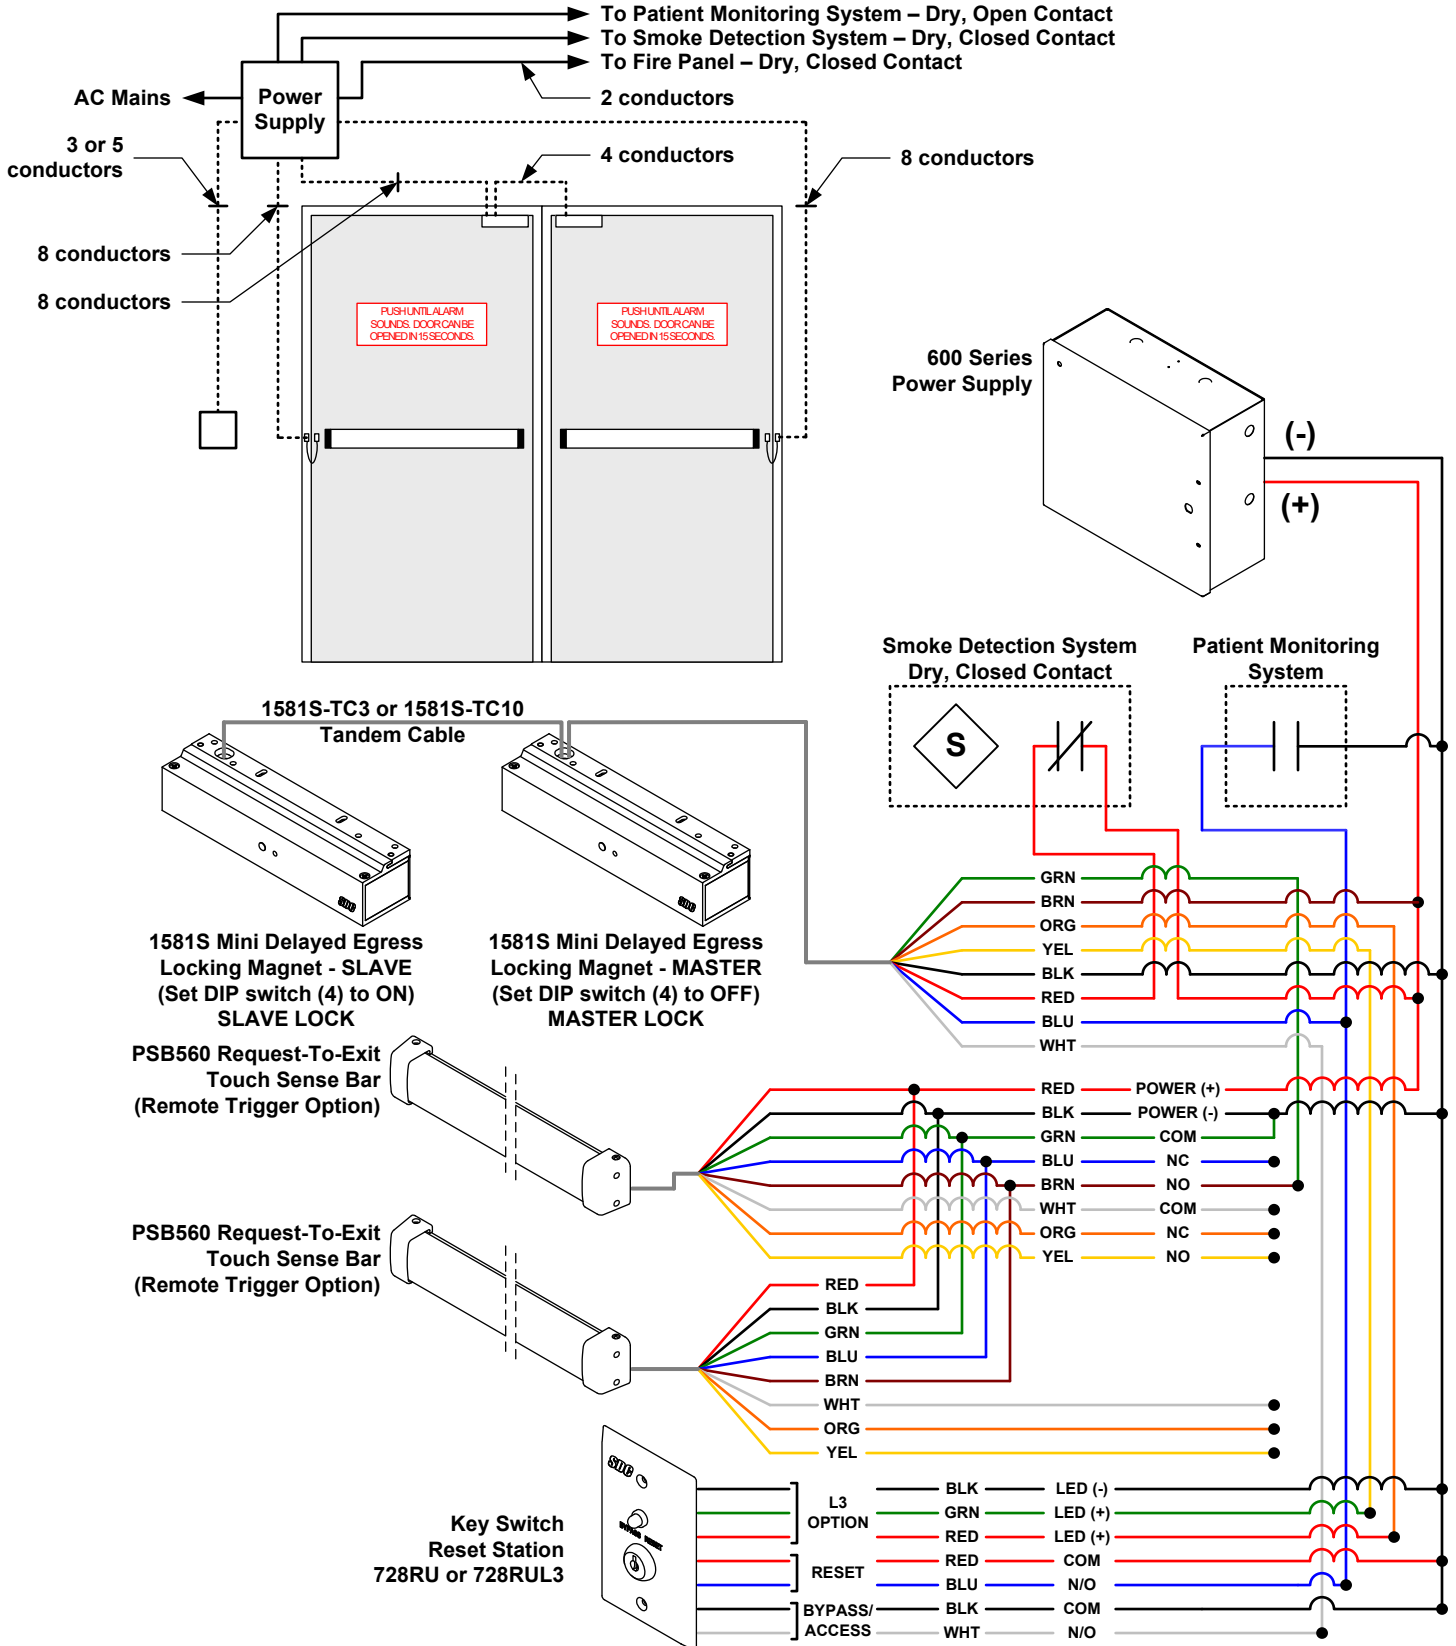 To Patient Monitoring System – Dry, Open Contact
To Smoke Detection System – Dry, Closed Contact
To Fire Panel – Dry, Closed Contact
AC Mains
Power
Supply
2 conductors
3 or 5
conductors
4 conductors
8 conductors
8 conductors
8 conductors
PUSH UNTIL ALARM
SOUNDS. DOOR CAN BE
OPENED IN 15 SECONDS.
PUSH UNTIL ALARM
SOUNDS. DOOR CAN BE
OPENED IN 15 SECONDS.
600 Series
Power Supply
(-)
(+)
Smoke Detection System
Dry, Closed Contact
S
Patient Monitoring
System
1581S-TC3 or 1581S-TC10
Tandem Cable
SDC
SDC
1581S Mini Delayed Egress
Locking Magnet - SLAVE
(Set DIP switch (4) to ON)
SLAVE LOCK
1581S Mini Delayed Egress
Locking Magnet - MASTER
(Set DIP switch (4) to OFF)
MASTER LOCK
GRN
BRN
ORG
YEL
BLK
RED
BLU
WHT
PSB560 Request-To-Exit
Touch Sense Bar
(Remote Trigger Option)
RED POWER (+)
BLK POWER (-)
GRN COM
BLU NC
BRN NO
WHT COM
ORG NC
YEL NO
PSB560 Request-To-Exit
Touch Sense Bar
(Remote Trigger Option)
RED
BLK
GRN
BLU
BRN
WHT
ORG
YEL
Key Switch
Reset Station
728RU or 728RUL3
SDC
BYPASS RESET
L3
OPTION
BLK LED (-)
GRN LED (+)
RED LED (+)
RESET
RED COM
BLU N/O
BYPASS/
ACCESS
BLK COM
WHT N/O